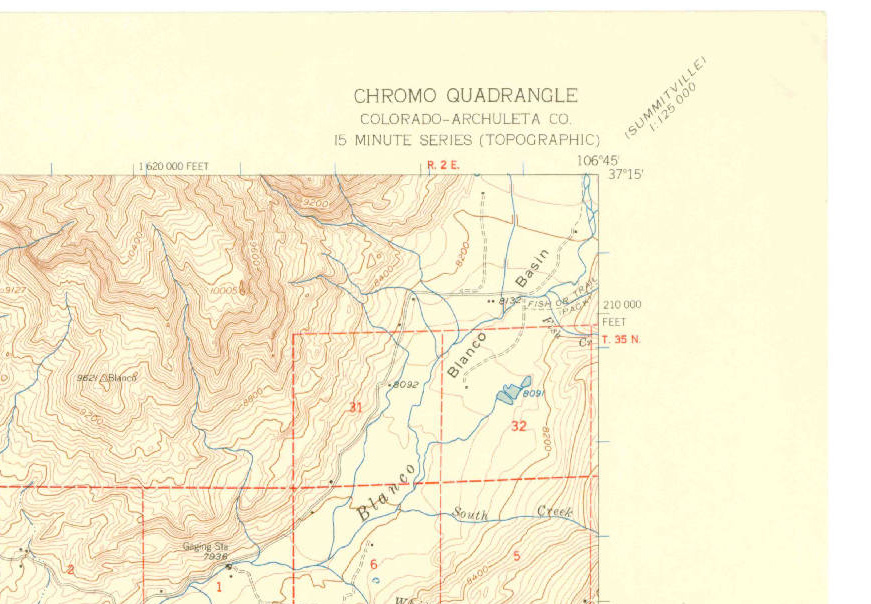 CHROMO QUADRANGLE
COLORADO-ARCHULETA CO.
15 MINUTE SERIES (TOPOGRAPHIC)
(SUMMITVILLE)
1:125 000
1 620 000 FEET
R. 2 E.
106°45'
37°15'
9200
8400
9600
8200
Basin
9127
10005
8400
8132
FISH OR
TRAIL
PACK
210 000
FEET
Fish
Cr
T. 35 N.
Blanco
9621
Blanco
8092
8091
8800
9200
31
32
8200
Blanco
South Creek
Gaging Sta
7936
2
1
6
5
8400